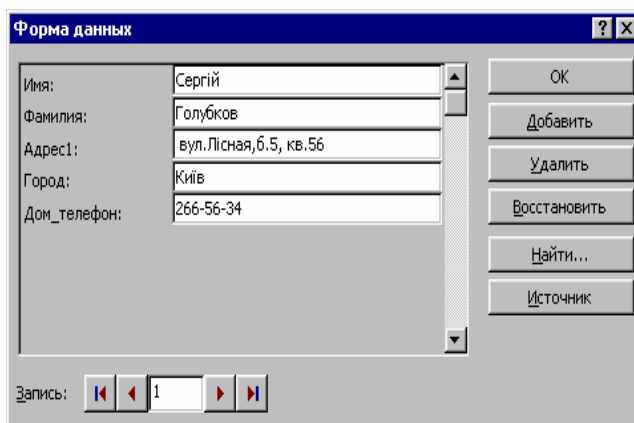 Форма данных
Имя: Сергій
Фамилия: Голубков
Адрес1: вул.Лісная,б.5, кв.56
Город: Київ
Дом_телефон: 266-56-34
ОК
Добавить
Удалить
Восстановить
Найти...
Источник
Запись: 1